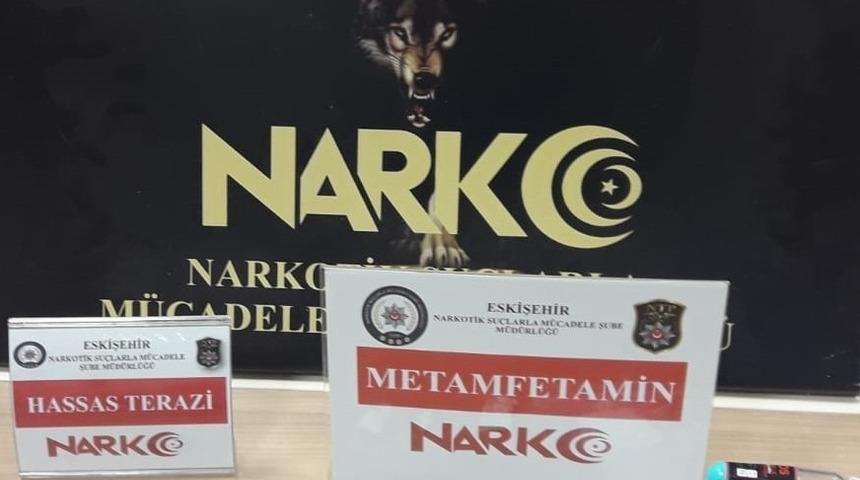 NARKO
NARKOTİK SUÇLARLA
MÜCADELE
ESKİŞEHİR
NARKOTİK SUÇLARLA MÜCADELE
ŞUBE MÜDÜRLÜĞÜ
HASSAS TERAZİ
NARKO
ESKİŞEHİR
NARKOTİK SUÇLARLA MÜCADELE ŞUBE
MÜDÜRLÜĞÜ
METAMFETAMİN
NARKO